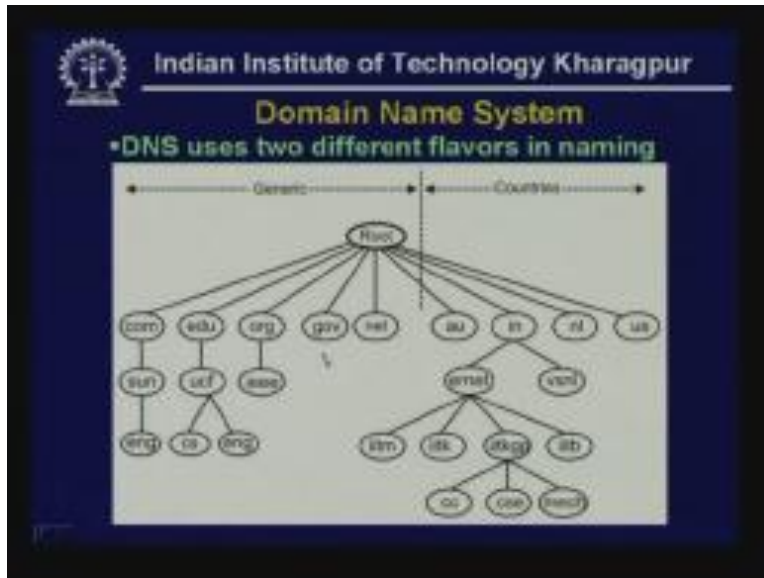 Indian Institute of Technology Kharagpur
Domain Name System
•DNS uses two different flavors in naming
Generic Countries
Root
com edu org gov net au in nl us
sun ucf ieee ernet vsnl
eng cs eng iitm iitk iitkgp iitb
cc cse mech